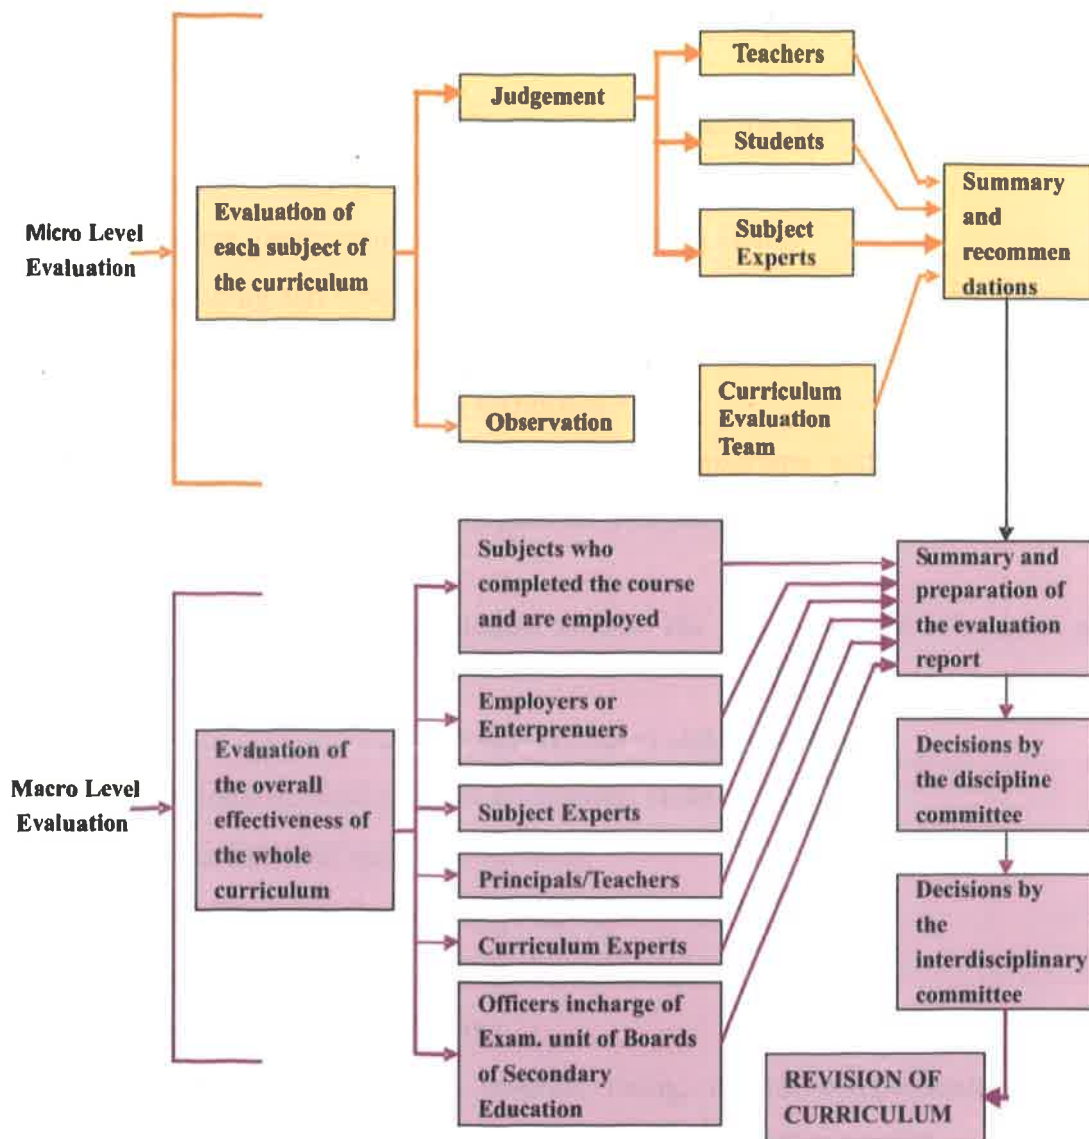 Teachers
Judgement
Students
Summary
and
recommen
dations
Evaluation of
each subject of
the curriculum
Micro Level
Evaluation
Subject
Experts
Curriculum
Evaluation
Team
Observation
Subjects who
completed the course
and are employed
Summary and
preparation of
the evaluation
report
Employers or
Enterprenuers
Evaluation of
the overall
effectiveness of
the whole
curriculum
Decisions by
the discipline
committee
Macro Level
Evaluation
Subject Experts
Principals/Teachers
Decisions by
the
interdisciplinary
committee
Curriculum Experts
Officers incharge of
Exam. unit of Boards
of Secondary
Education
REVISION OF
CURRICULUM